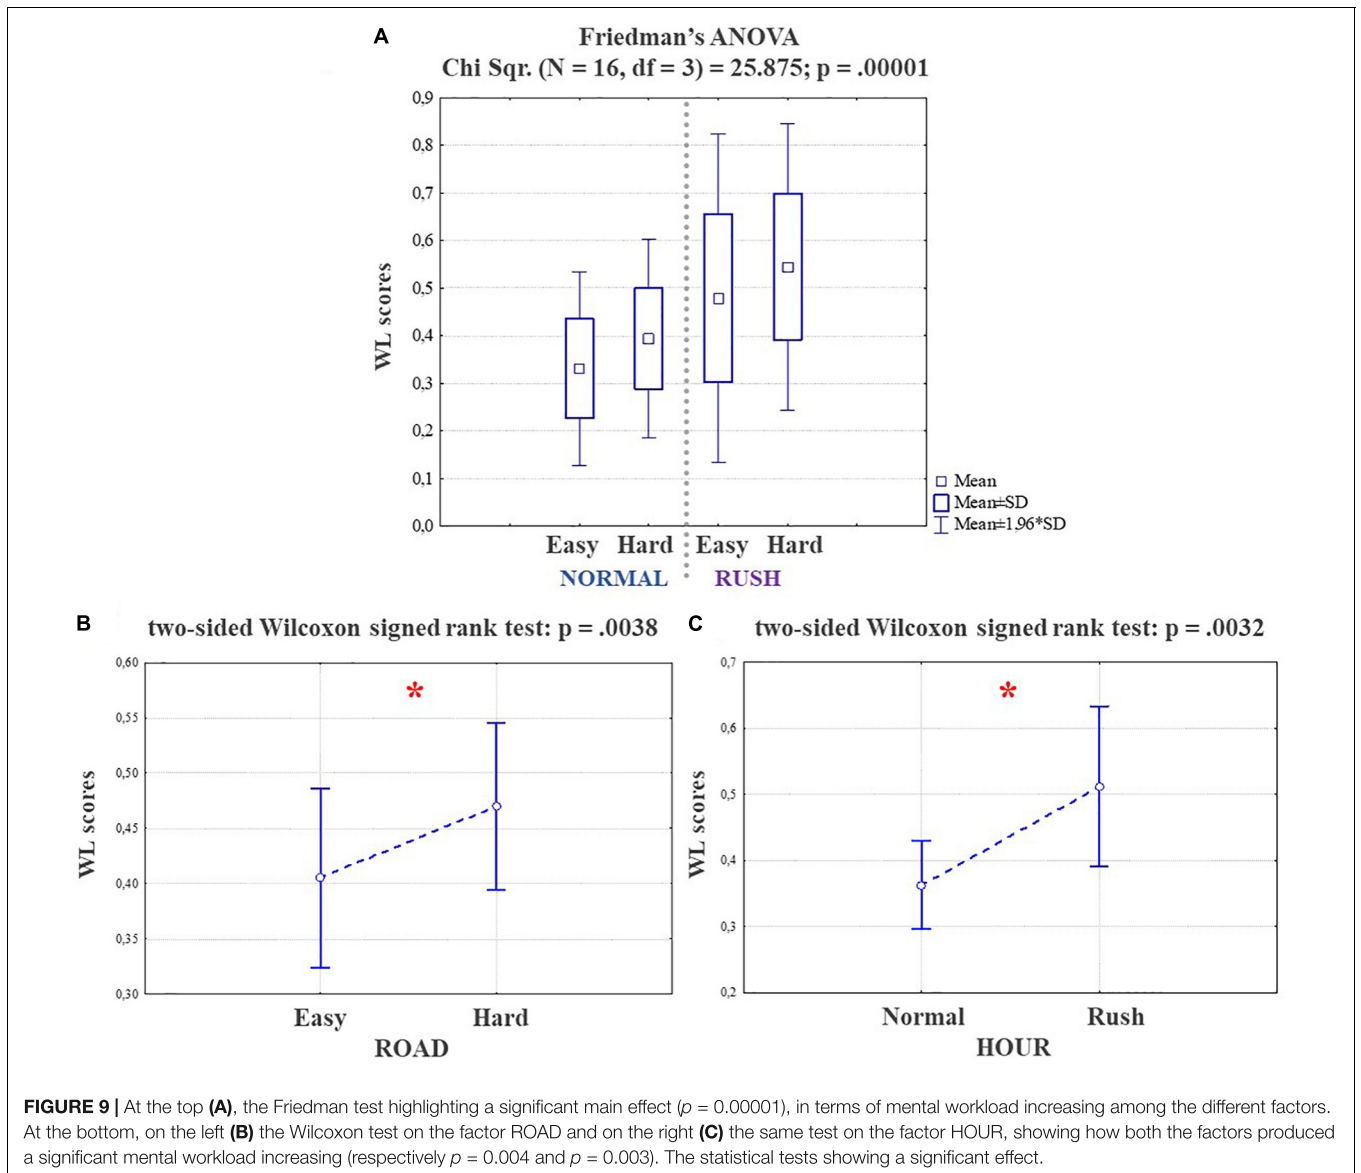 A
Friedman's ANOVA
Chi Sqr. (N = 16, df = 3) = 25.875; p = .00001
0,9
0,8
0,7
0,6
0,5
0,4
0,3
0,2
0,1
0,0
WL scores
Mean
Mean±SD
Mean±1,96*SD
Easy Hard Easy Hard
NORMAL RUSH
B
two-sided Wilcoxon signed rank test: p = .0038
0,60
0,55
0,50
0,45
0,40
0,35
0,30
WL scores
*
Easy Hard
ROAD
C
two-sided Wilcoxon signed rank test: p = .0032
0,7
0,6
0,5
0,4
0,3
0,2
WL scores
*
Normal Rush
HOUR
FIGURE 9 | At the top (A), the Friedman test highlighting a significant main effect (p = 0.00001), in terms of mental workload increasing among the different factors.
At the bottom, on the left (B) the Wilcoxon test on the factor ROAD and on the right (C) the same test on the factor HOUR, showing how both the factors produced
a significant mental workload increasing (respectively p = 0.004 and p = 0.003). The statistical tests showing a significant effect.